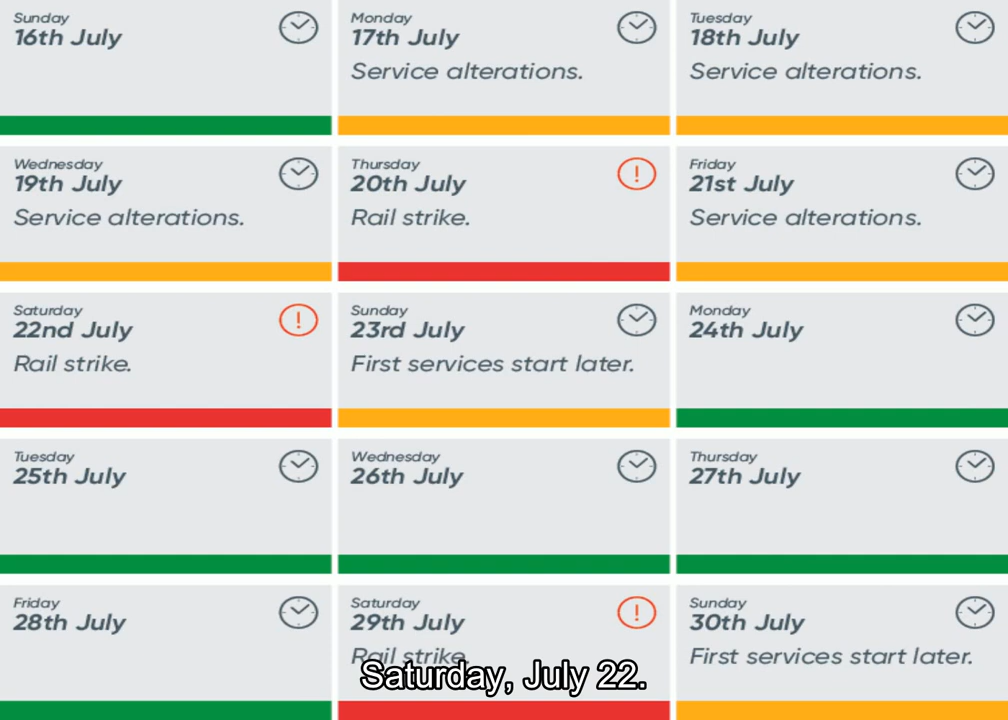 Sunday
16th July
Monday
17th July
Service alterations.
Tuesday
18th July
Service alterations.
Wednesday
19th July
Service alterations.
Thursday
20th July
Rail strike.
Friday
21st July
Service alterations.
Saturday
22nd July
Rail strike.
Sunday
23rd July
First services start later.
Monday
24th July
Tuesday
25th July
Wednesday
26th July
Thursday
27th July
Friday
28th July
Saturday
29th July
Rail strike.
Sunday
30th July
First services start later.
Saturday, July 22.